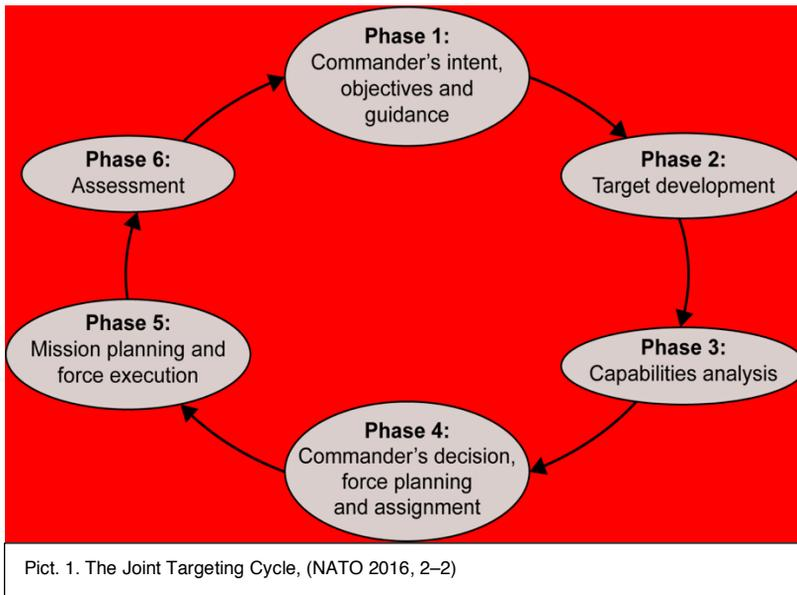 Phase 1:
Commander’s intent,
objectives and
guidance
Phase 2:
Target development
Phase 3:
Capabilities analysis
Phase 4:
Commander’s decision,
force planning
and assignment
Phase 5:
Mission planning and
force execution
Phase 6:
Assessment
Pict. 1. The Joint Targeting Cycle, (NATO 2016, 2–2)